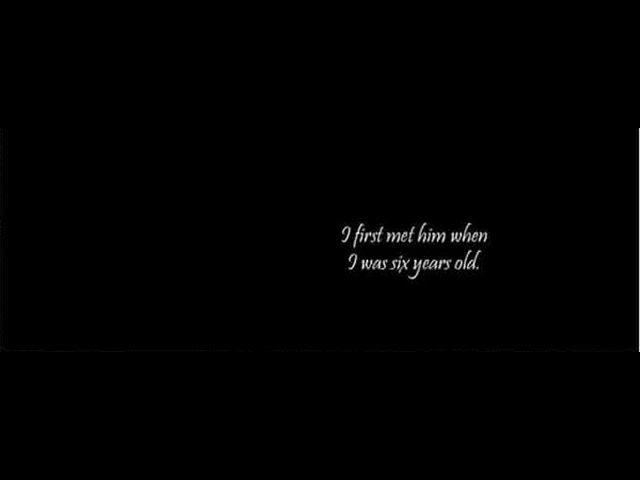 I first met him when
I was six years old.